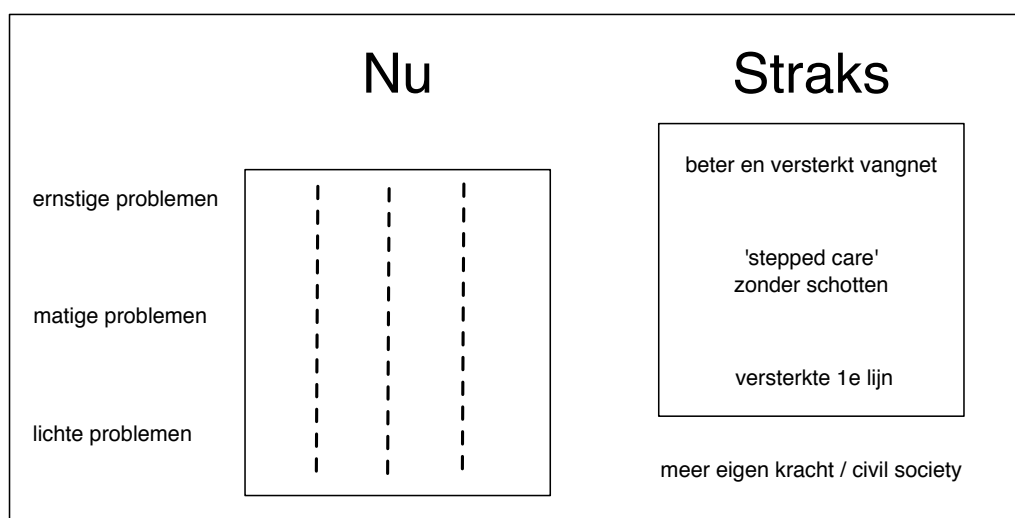 Nu
Straks
ernstige problemen
matige problemen
lichte problemen
beter en versterkt vangnet
'stepped care'
zonder schotten
versterkte 1e lijn
meer eigen kracht / civil society